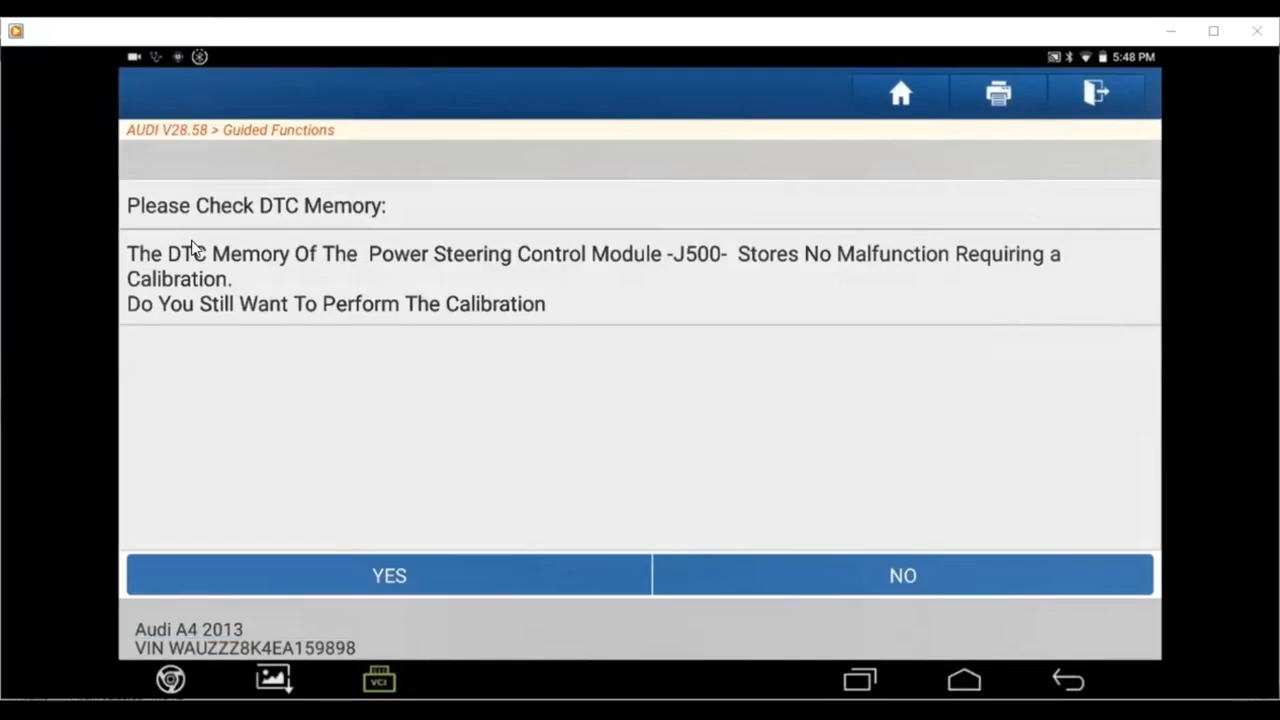 5:48 PM
AUDI V28.58 > Guided Functions
Please Check DTC Memory:
The DTC Memory Of The  Power Steering Control Module -J500-  Stores No Malfunction Requiring a
Calibration.
Do You Still Want To Perform The Calibration
YES
NO
Audi A4 2013
VIN WAUZZZ8K4EA159898
VCI